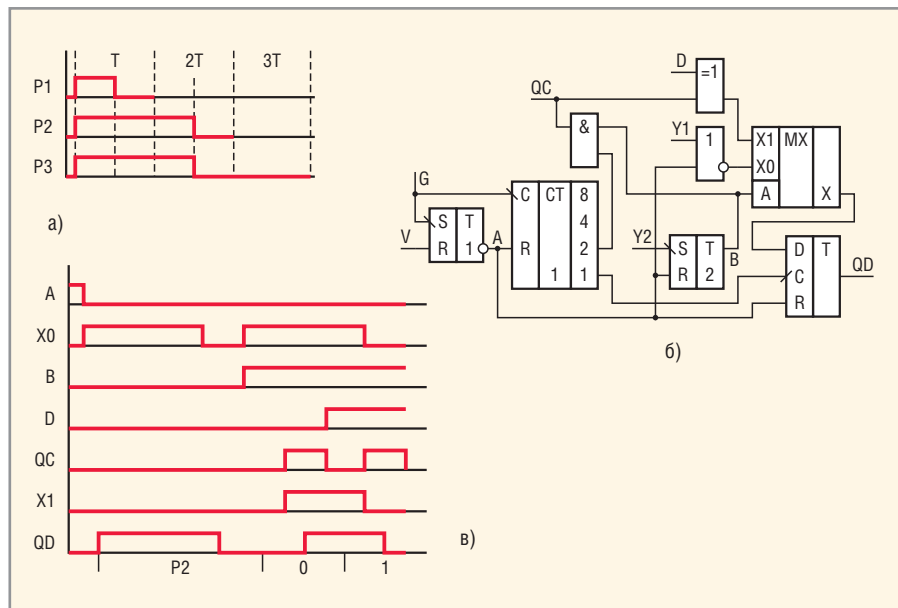 T 2T 3T
P1
P2
P3
а)
D =1
QC
&
Y1 1
X1 MX
X0
A X
G
C CT 8
4
2
R 1 1
S T
V R 1
A
Y2 S T
R 2
B
D T
C
R
QD
б)
A
X0
B
D
QC
X1
QD
P2 0 1
в)